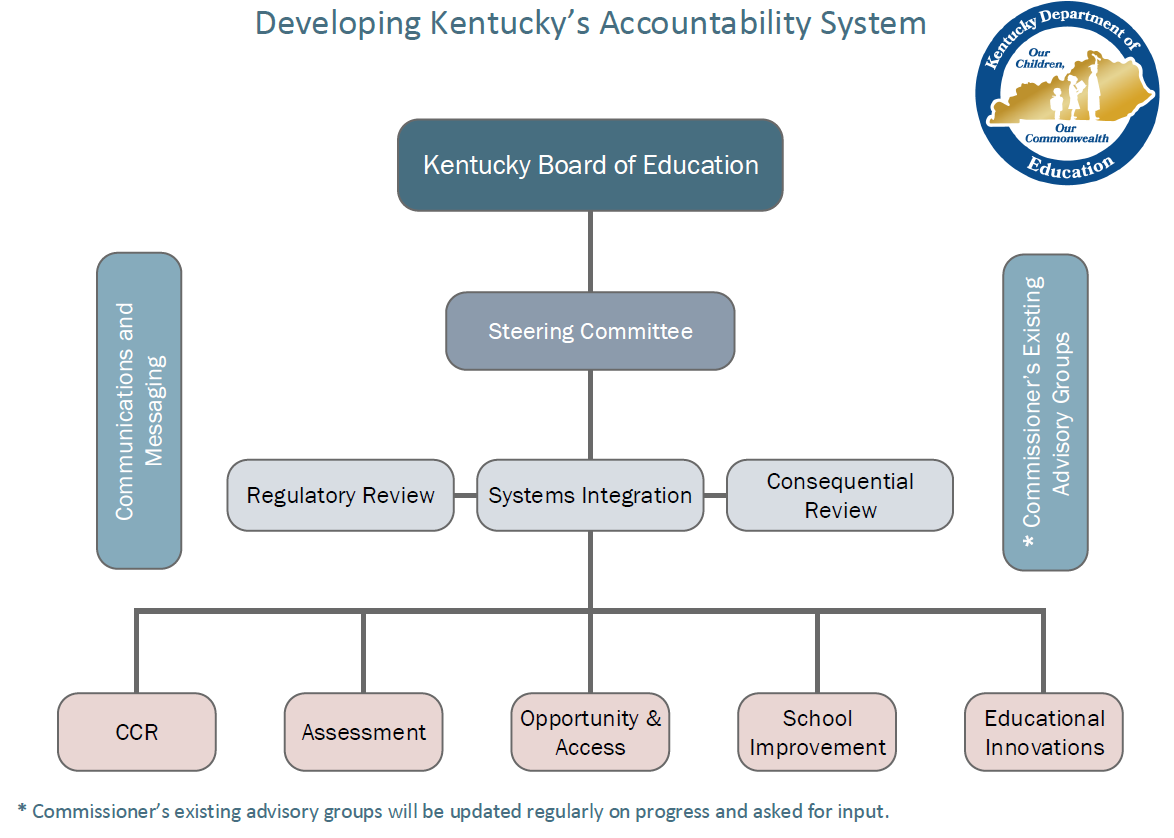 Developing Kentucky’s Accountability System
Kentucky Department of
Our
Children,
Our
Commonwealth
Education
Kentucky Board of Education
Communications and
Messaging
Steering Committee
* Commissioner’s Existing
Advisory Groups
Regulatory Review
Systems Integration
Consequential
Review
CCR
Assessment
Opportunity &
Access
School
Improvement
Educational
Innovations
* Commissioner’s existing advisory groups will be updated regularly on progress and asked for input.